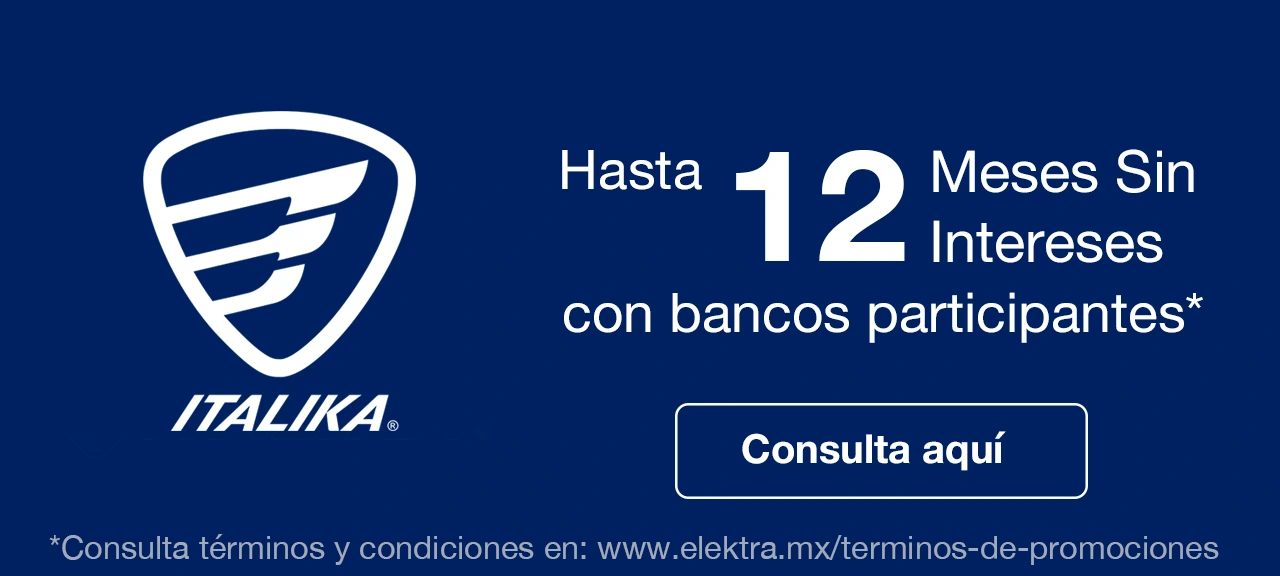 ITALIKA®
Hasta 12 Meses Sin
Intereses
con bancos participantes*
Consulta aquí
*Consulta términos y condiciones en: www.elektra.mx/terminos-de-promociones